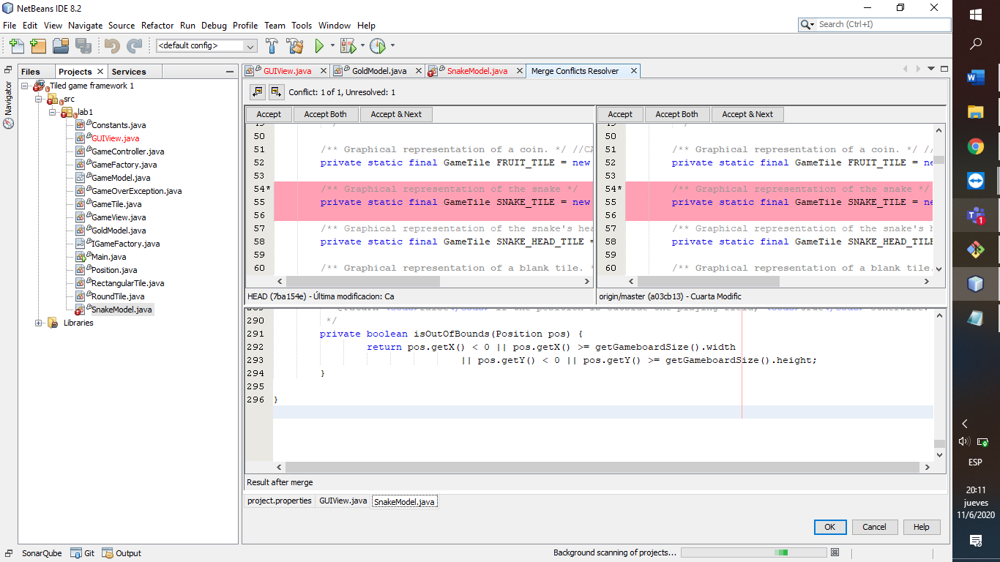 NetBeans IDE 8.2
File Edit View Navigate Source Refactor Run Debug Profile Team Tools Window Help
Search (Ctrl+I)
<default config>
Files Projects Services
Navigator
Tiled game framework 1
src
lab1
Constants.java
GUIView.java
GameController.java
GameFactory.java
GameModel.java
GameOverException.java
GameTile.java
GameView.java
GoldModel.java
IGameFactory.java
Main.java
Position.java
RectangularTile.java
RoundTile.java
SnakeModel.java
Libraries
GUIView.java GoldModel.java SnakeModel.java Merge Conflicts Resolver
Conflict: 1 of 1, Unresolved: 1
Accept Accept Both Accept & Next
50
51 /** Graphical representation of a coin. */ //CA
52 private static final GameTile FRUIT_TILE = new
53
54* /** Graphical representation of the snake */
55 private static final GameTile SNAKE_TILE = new
56
57 /** Graphical representation of the snake's hea
58 private static final GameTile SNAKE_HEAD_TILE =
59
60 /** Graphical representation of a blank tile. *
HEAD (7ba154e) - Última modificacion: Ca
Accept Accept Both Accept & Next
50
51 /** Graphical representation of a coin. */ //
52 private static final GameTile FRUIT_TILE = ne
53
54* /** Graphical representation of the snake */
55 private static final GameTile SNAKE_TILE = ne
56
57 /** Graphical representation of the snake's h
58 private static final GameTile SNAKE_HEAD_TILE
59
60 /** Graphical representation of a blank tile.
origin/master (a03cb13) - Cuarta Modific
290 */
291 private boolean isOutOfBounds(Position pos) {
292 return pos.getX() < 0 || pos.getX() >= getGameboardSize().width
293 || pos.getY() < 0 || pos.getY() >= getGameboardSize().height;
294 }
295
296 }
Result after merge
project.properties GUIView.java SnakeModel.java
OK Cancel Help
SonarQube Git Output
Background scanning of projects...
1
ESP
20:11
jueves
11/6/2020